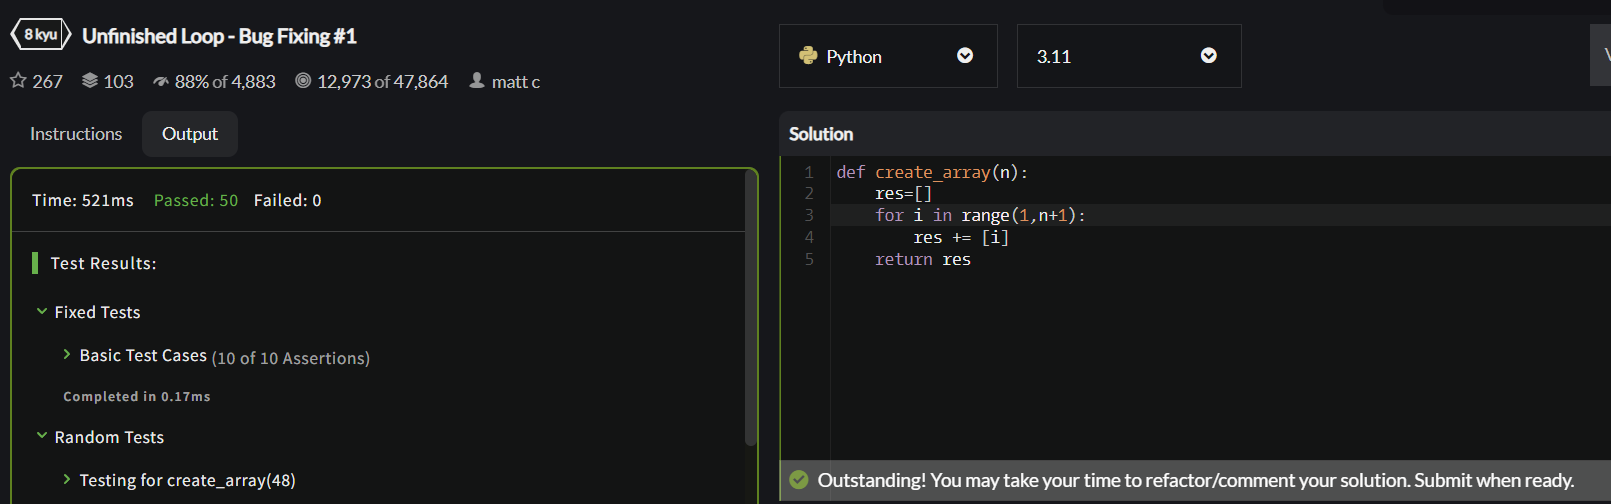 8 kyu Unfinished Loop - Bug Fixing #1
267 103 88% of 4,883 12,973 of 47,864 matt c
Instructions Output
Time: 521ms Passed: 50 Failed: 0
Test Results:
Fixed Tests
Basic Test Cases (10 of 10 Assertions)
Completed in 0.17ms
Random Tests
Testing for create_array(48)
Python 3.11
Solution
1 def create_array(n):
2     res=[]
3     for i in range(1,n+1):
4         res += [i]
5     return res
Outstanding! You may take your time to refactor/comment your solution. Submit when ready.